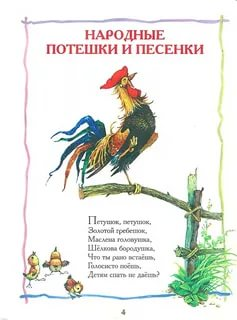 НАРОДНЫЕ
ПОТЕШКИ И ПЕСЕНКИ
Петушок, петушок,
Золотой гребешок,
Маслена головушка,
Шёлкова бородушка,
Что ты рано встаёшь,
Голосисто поёшь,
Детям спать не даёшь?
4